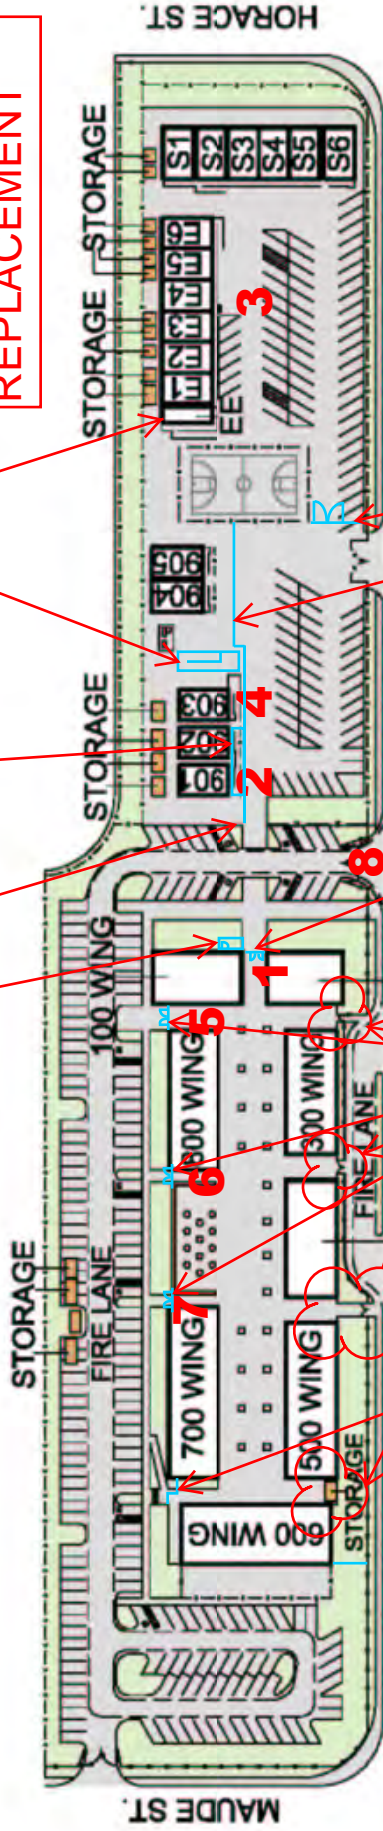 HORACE ST.
REPLACEMENT
STORAGE
STORAGE
STORAGE
S1
S2
S3
S4
S5
S6
E6
E5
E4
E3
E2
E1
EE
3
905
904
903
902
901
4
2
8
1
100 WING
5
800 WING
300 WING
6
FIRE LANE
7
STORAGE
FIRE LANE
700 WING
500 WING
600 WING
STORAGE
MAUDE ST.